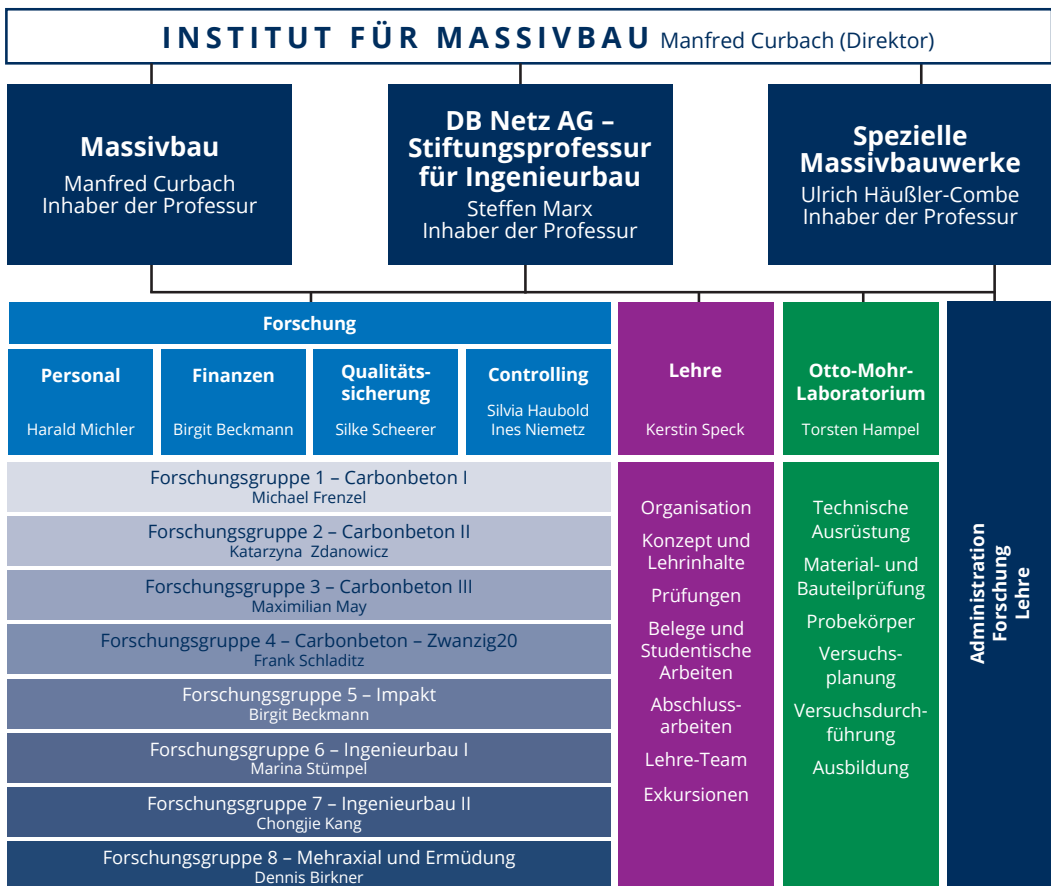 INSTITUT FÜR MASSIVBAU Manfred Curbach (Direktor)
Massivbau
Manfred Curbach
Inhaber der Professur
DB Netz AG –
Stiftungsprofessur
für Ingenieurbau
Steffen Marx
Inhaber der Professur
Spezielle
Massivbauwerke
Ulrich Häußler-Combe
Inhaber der Professur
Forschung
Personal
Harald Michler
Finanzen
Birgit Beckmann
Qualitäts-
sicherung
Silke Scheerer
Controlling
Silvia Haubold
Ines Niemetz
Forschungsgruppe 1 – Carbonbeton I
Michael Frenzel
Forschungsgruppe 2 – Carbonbeton II
Katarzyna Zdanowicz
Forschungsgruppe 3 – Carbonbeton III
Maximilian May
Forschungsgruppe 4 – Carbonbeton – Zwanzig20
Frank Schladitz
Forschungsgruppe 5 – Impakt
Birgit Beckmann
Forschungsgruppe 6 – Ingenieurbau I
Marina Stümpel
Forschungsgruppe 7 – Ingenieurbau II
Chongjie Kang
Forschungsgruppe 8 – Mehraxial und Ermüdung
Dennis Birkner
Lehre
Kerstin Speck
Organisation
Konzept und
Lehrinhalte
Prüfungen
Belege und
Studentische
Arbeiten
Abschluss-
arbeiten
Lehre-Team
Exkursionen
Otto-Mohr-
Laboratorium
Torsten Hampel
Technische
Ausrüstung
Material- und
Bauteilprüfung
Probekörper
Versuchs-
planung
Versuchsdurch-
führung
Ausbildung
Administration
Forschung
Lehre